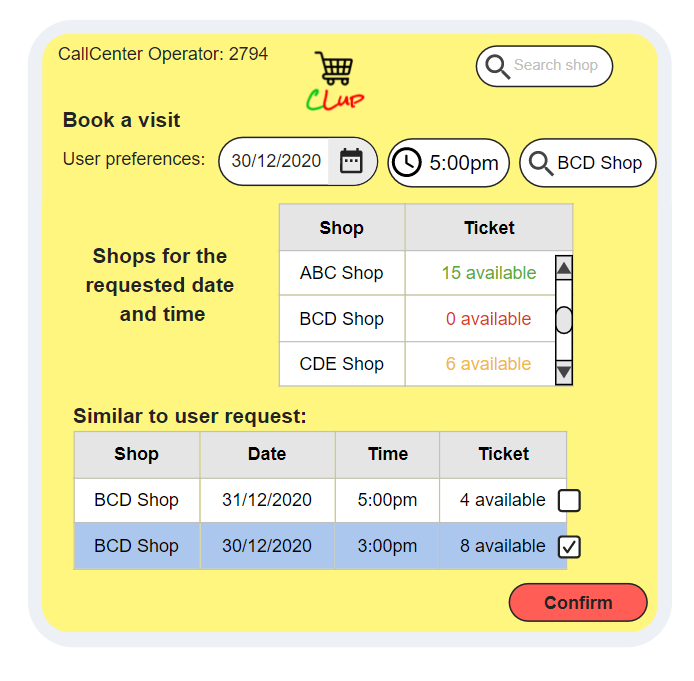 CallCenter Operator: 2794
CLup
Search shop
Book a visit
User preferences: 30/12/2020 5:00pm BCD Shop
Shops for the
requested date
and time
Shop Ticket
ABC Shop 15 available
BCD Shop 0 available
CDE Shop 6 available
Similar to user request:
Shop Date Time Ticket
BCD Shop 31/12/2020 5:00pm 4 available
BCD Shop 30/12/2020 3:00pm 8 available
Confirm